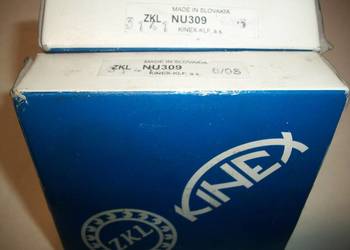 MADE IN SLOVAKIA
ZKL NU309
KINEX-KLF, a.s.
MADE IN SLOVAKIA
ZKL NU309
KINEX-KLF, a.s.
6/08
KINEX
ZKL